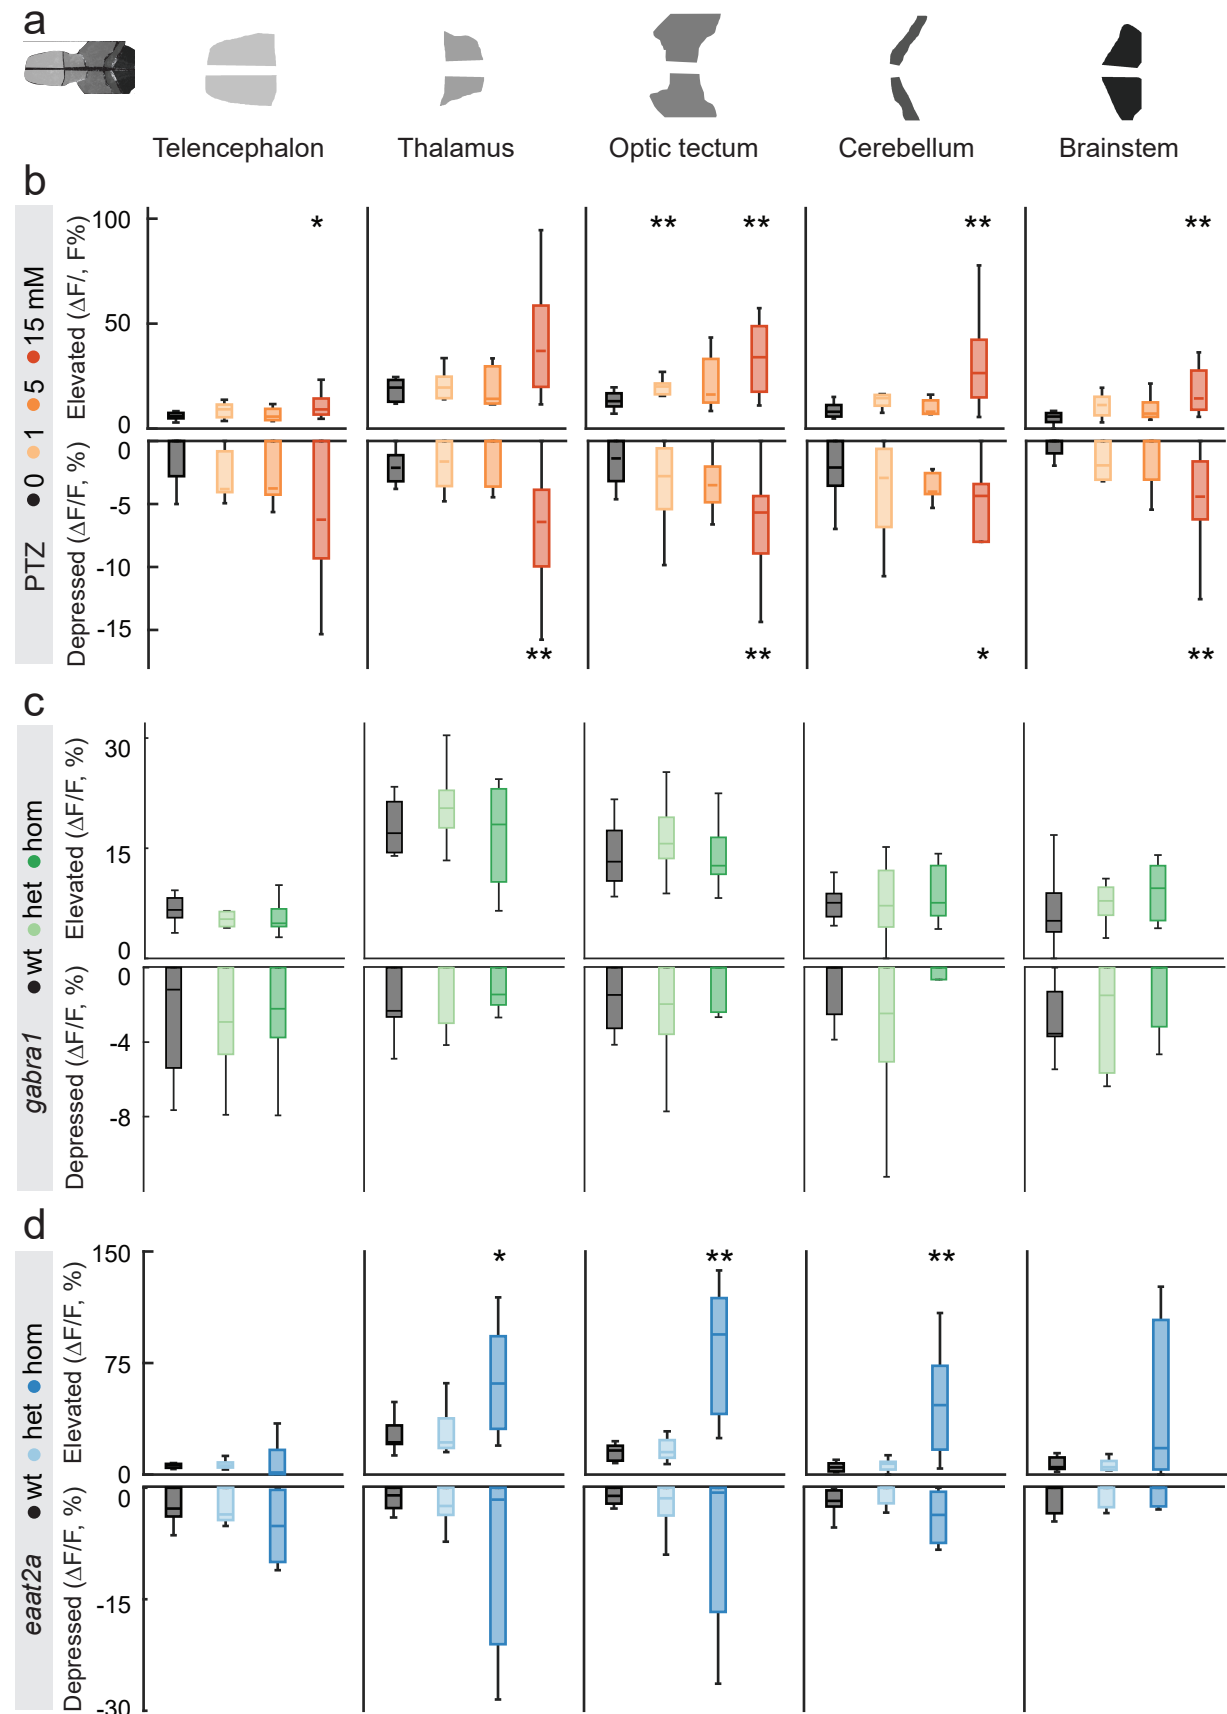 a
Telencephalon Thalamus Optic tectum Cerebellum Brainstem
b
PTZ ●0 ●1 ●5 ●15 mM
Elevated (ΔF/, F%)
100
50
0
* ** ** ** **
Depressed (ΔF/F, %)
0
-5
-10
-15
** ** * **
c
gabra1 ●wt ●het ●hom
Elevated (ΔF/F, %)
30
15
0
Depressed (ΔF/F, %)
0
-4
-8
d
eaat2a ●wt ●het ●hom
Elevated (ΔF/F, %)
150
75
0
* ** **
Depressed (ΔF/F, %)
0
-15
-30